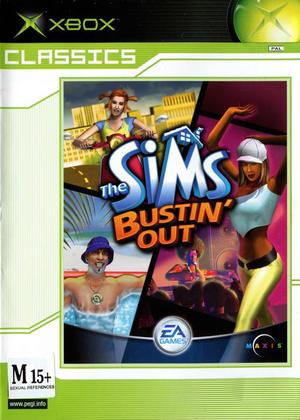 XBOX
PAL
CLASSICS
The SiMS
BUSTIN'
OUT
EA
GAMES
MAXIS
M 15+
SEXUAL REFERENCES
www.pegi.info